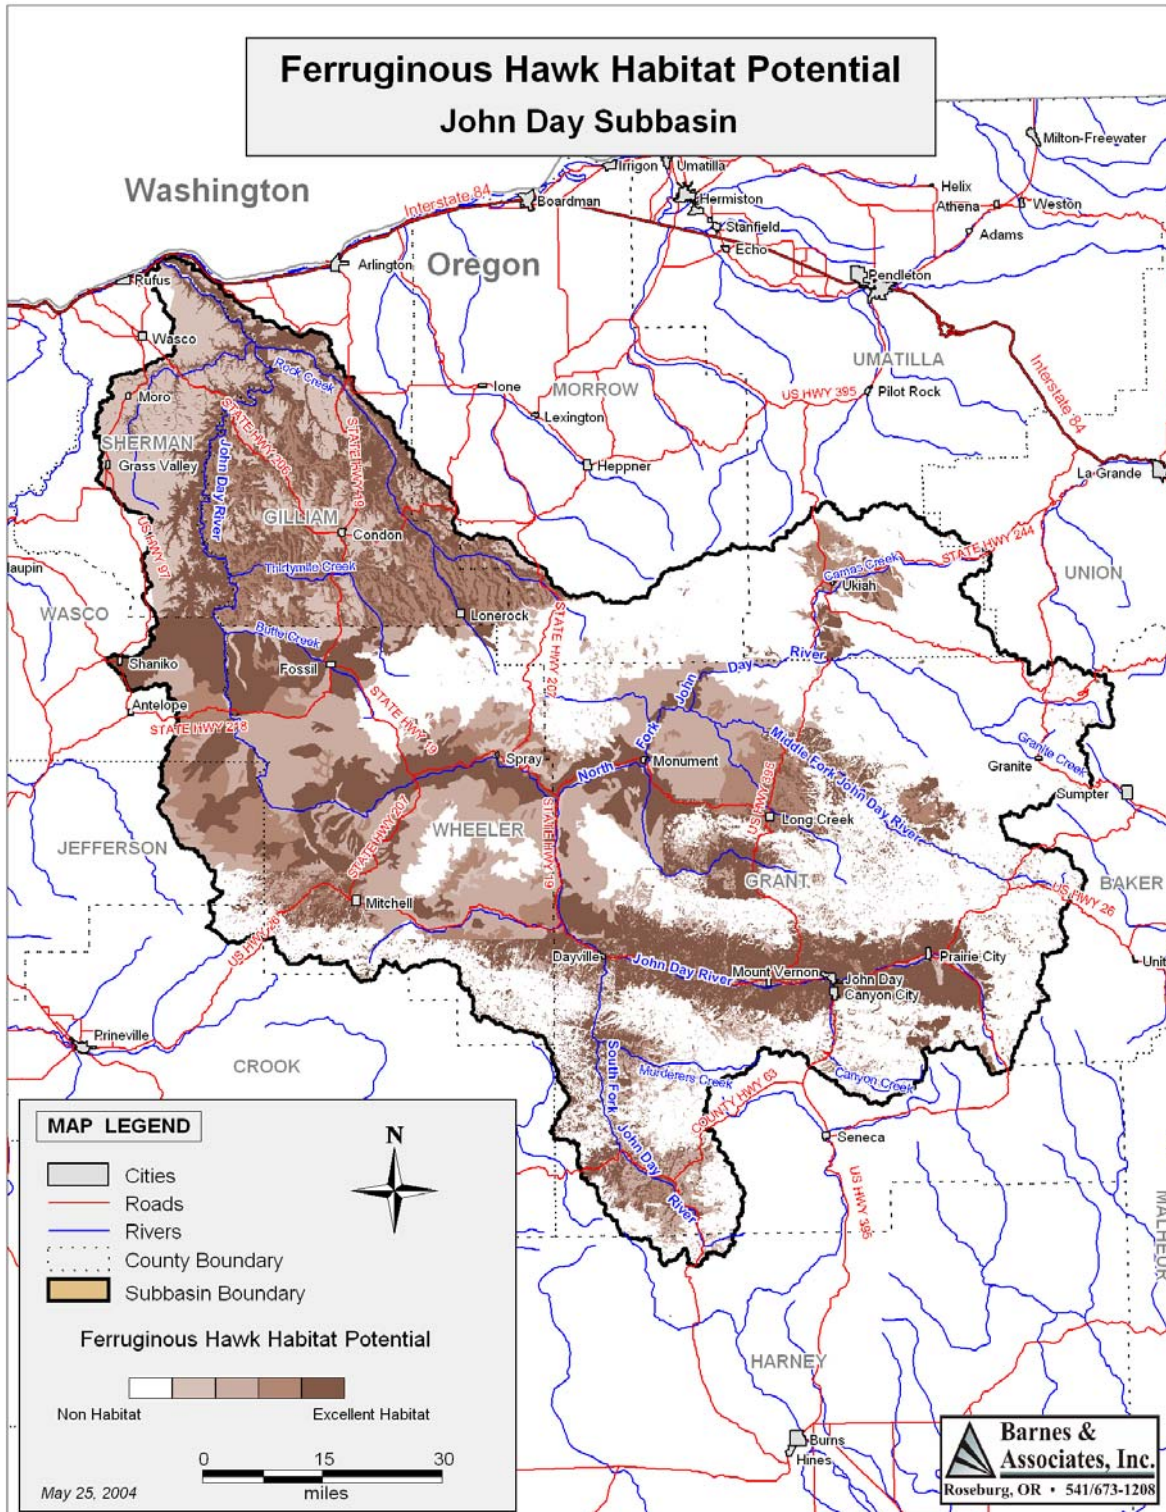 Ferruginous Hawk Habitat Potential
John Day Subbasin
Milton-Freewater
Irrigon
Umatilla
Washington
Interstate 84
Boardman
Hermiston
Helix
Athena
Weston
Stanfield
Adams
Echo
Oregon
Arlington
Rufus
Pendleton
Wasco
Rock Creek
UMATILLA
Interstate 84
Ione
MORROW
US HWY 395
Pilot Rock
Moro
Lexington
STATE HWY 206
STATE HWY 19
SHERMAN
John Day River
Grass Valley
Heppner
La Grande
GILLIAM
US HWY 97
Condon
STATE HWY 244
Camas Creek
Ukiah
UNION
Thirtymile Creek
aupin
WASCO
Lonerock
Butte Creek
STATE HWY 207
Shaniko
Fossil
North Fork John Day River
Antelope
STATE HWY 218
STATE HWY 19
Middle Fork John Day River
Granite Creek
Spray
Monument
Granite
Sumpter
US HWY 395
Long Creek
STATE HWY 207
WHEELER
STATE HWY 19
JEFFERSON
GRANT
BAKER
US HWY 26
Mitchell
US HWY 26
Dayville
John Day River
Prairie City
Unit
Mount Vernon
John Day
Canyon City
Prineville
CROOK
South Fork John Day River
Murderers Creek
Canyon Creek
COUNTY HWY 63
Seneca
US HWY 395
MALHEUR
HARNEY
Burns
Hines
MAP LEGEND
N
Cities
Roads
Rivers
County Boundary
Subbasin Boundary
Ferruginous Hawk Habitat Potential
Non Habitat
Excellent Habitat
0 15 30
miles
May 25, 2004
Barnes &
Associates, Inc.
Roseburg, OR • 541/673-1208